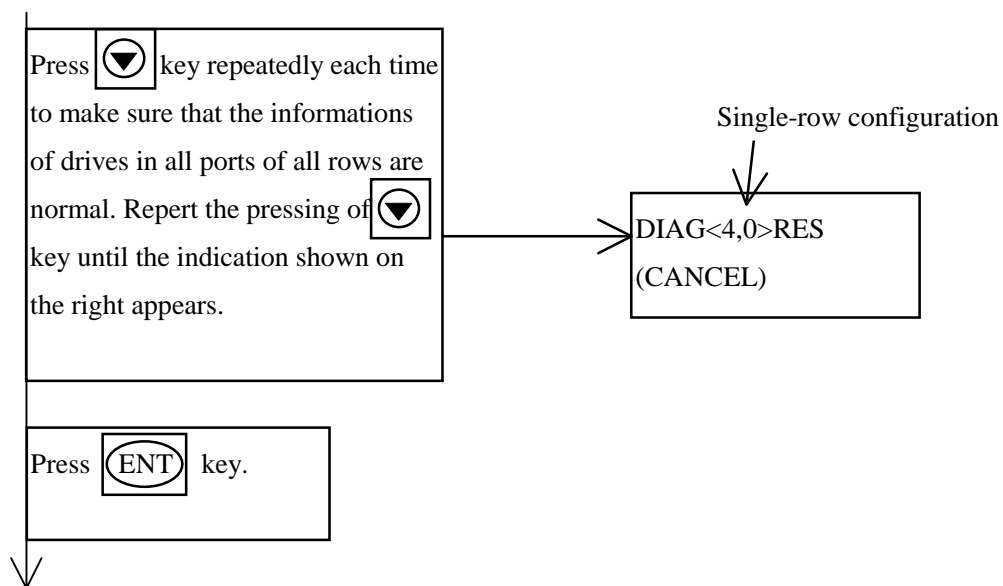 Press ▼ key repeatedly each time
to make sure that the informations
of drives in all ports of all rows are
normal. Repert the pressing of ▼
key until the indication shown on
the right appears.
Single-row configuration
DIAG<4,0>RES
(CANCEL)
Press ENT key.